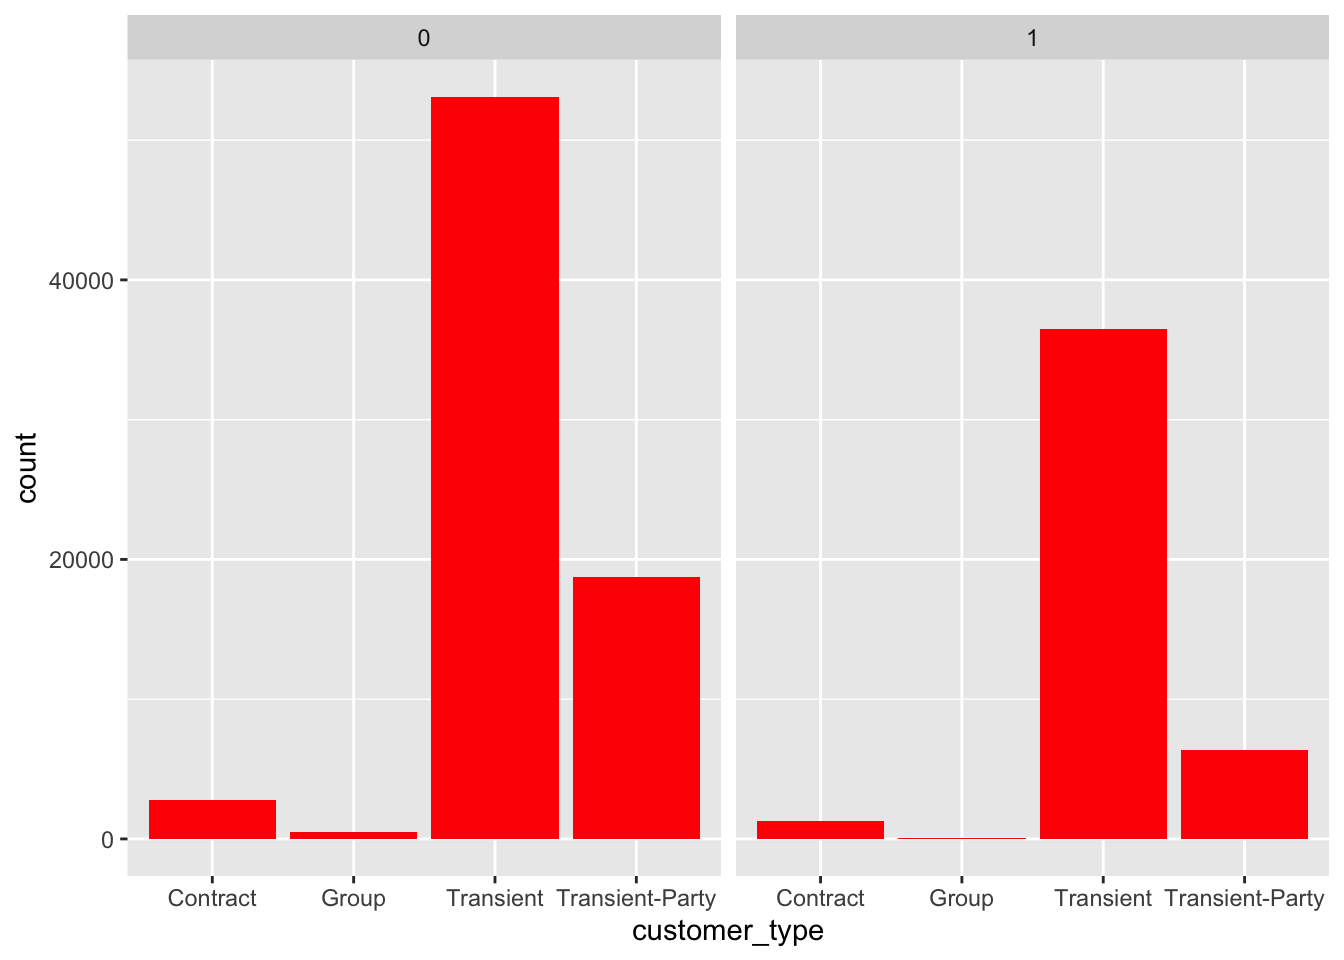 0 1
40000
20000
0
count
Contract Group Transient Transient-Party Contract Group Transient Transient-Party
customer_type